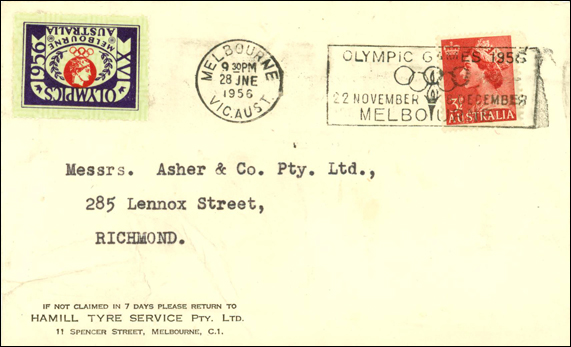 1956
MELBOURNE
AUSTRALIA
XVI
OLYMPICS
MELBOURNE
9 30PM
28 JNE
1956
VIC. AUST.
OLYMPIC G ES 1956
22 NOVEMBER DECEMBER
MELBOU
AUSTRALIA
Messrs. Asher & Co. Pty. Ltd.,
285 Lennox Street,
RICHMOND.
IF NOT CLAIMED IN 7 DAYS PLEASE RETURN TO
HAMILL TYRE SERVICE PTY. LTD.
11 SPENCER STREET, MELBOURNE, C.1.